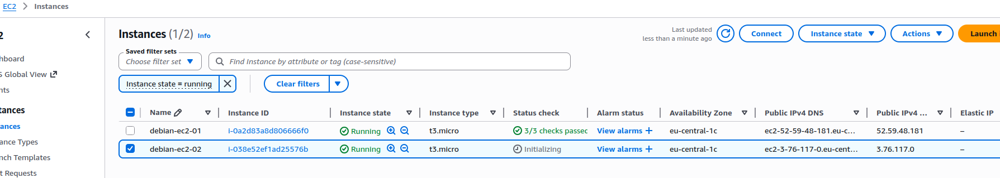 EC2 Instances
2
Instances (1/2) Info
Last updated
less than a minute ago
Connect
Instance state
Actions
Launch
Saved filter sets
Choose filter set
Find Instance by attribute or tag (case-sensitive)
Instance state = running
Clear filters
hboard
S Global View
nts
tances
ances
ance Types
nch Templates
t Requests
Name Instance ID Instance state Instance type Status check Alarm status Availability Zone Public IPv4 DNS Public IPv4 ... Elastic IP
debian-ec2-01 i-0a2d83a8d806666f0 Running t3.micro 3/3 checks passec View alarms + eu-central-1c ec2-52-59-48-181.eu-c... 52.59.48.181 –
debian-ec2-02 i-038e52ef1ad25576b Running t3.micro Initializing View alarms + eu-central-1c ec2-3-76-117-0.eu-cent... 3.76.117.0 –